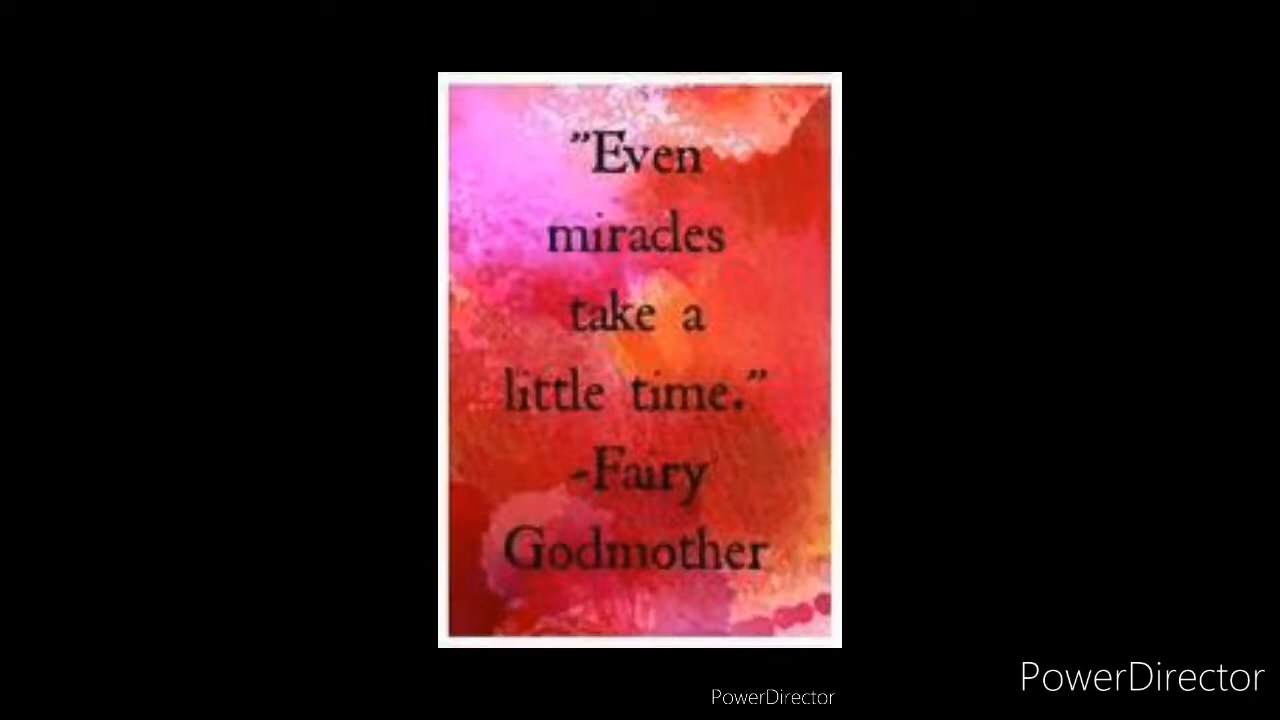 ”Even
miracles
take a
little time.”
-Fairy
Godmother
PowerDirector
PowerDirector